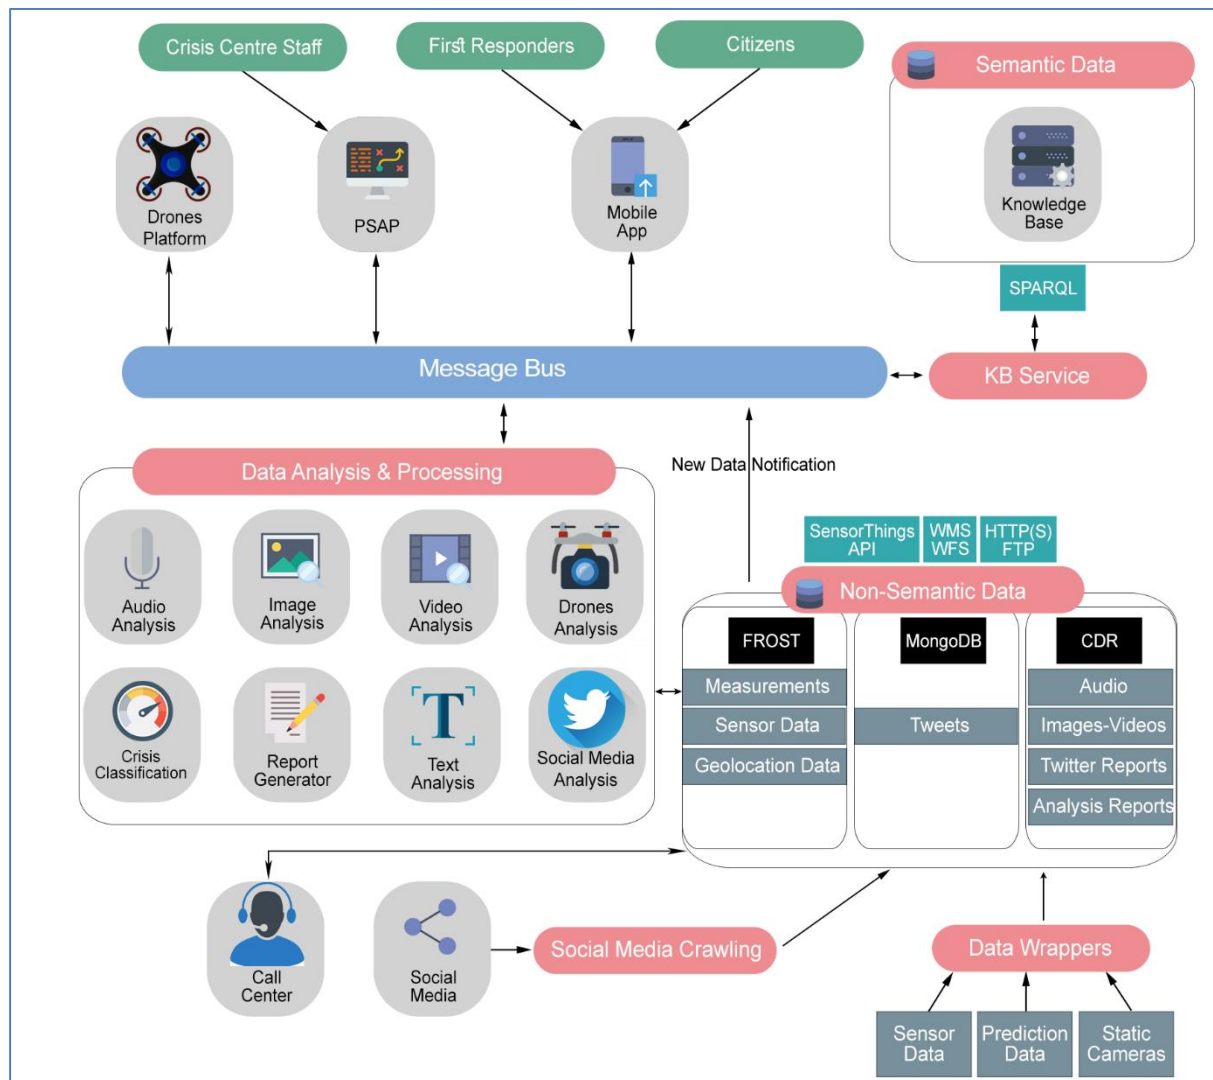 Crisis Centre Staff
First Responders
Citizens
Semantic Data
Drones
Platform
PSAP
Mobile
App
Knowledge
Base
SPARQL
Message Bus
KB Service
Data Analysis & Processing
New Data Notification
SensorThings
API
WMS
WFS
HTTP(S)
FTP
Non-Semantic Data
Audio
Analysis
Image
Analysis
Video
Analysis
Drones
Analysis
Crisis
Classification
Report
Generator
Text
Analysis
Social Media
Analysis
FROST
Measurements
Sensor Data
Geolocation Data
MongoDB
Tweets
CDR
Audio
Images-Videos
Twitter Reports
Analysis Reports
Call
Center
Social
Media
Social Media Crawling
Data Wrappers
Sensor
Data
Prediction
Data
Static
Cameras